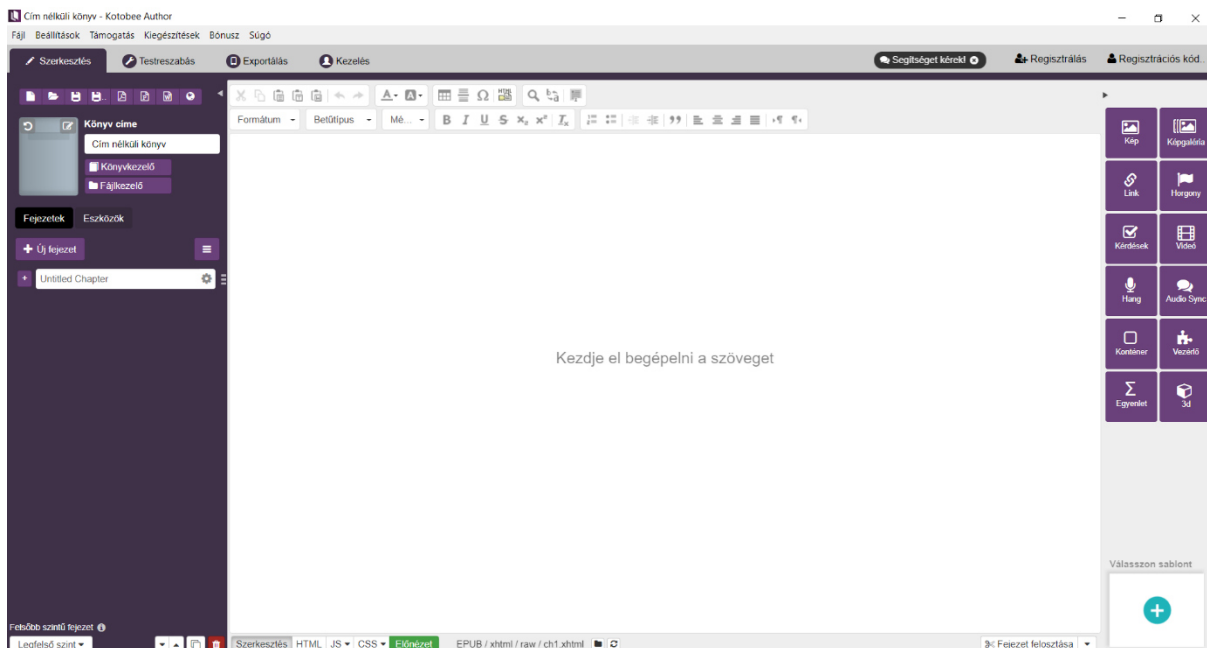 Cím nélküli könyv - Kotobee Author
Fájl Beállítások Támogatás Kiegészítések Bónusz Súgó
Szerkesztés Testreszabás Exportálás Kezelés Segítséget kérek! Regisztrálás Regisztrációs kód..
Könyv címe
Cím nélküli könyv
Könyvkezelő
Fájlkezelő
Fejezetek Eszközök
Új fejezet
Untitled Chapter
Felsőbb szintű fejezet
Legfelső szint
Formátum Betűtípus Mé...
Kezdje el begépelni a szöveget
Kép Képgaléria
Link Horgony
Kérdések Videó
Hang Audio Sync
Konténer Vezérlő
Egyenlet 3d
Válasszon sablont
Szerkesztés HTML JS CSS Előnézet EPUB / xhtml / raw / ch1.xhtml Fejezet felosztása